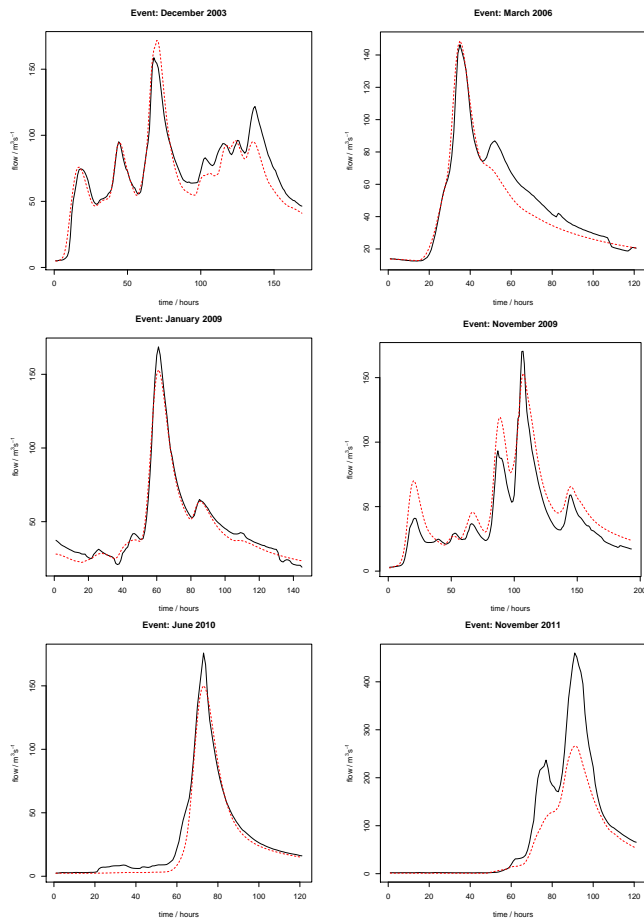 Event: December 2003
flow / m³s⁻¹
0 50 100 150
0 50 100 150
time / hours
Event: March 2006
flow / m³s⁻¹
20 40 60 80 100 120 140
0 20 40 60 80 100 120
time / hours
Event: January 2009
flow / m³s⁻¹
50 100 150
0 20 40 60 80 100 120 140
time / hours
Event: November 2009
flow / m³s⁻¹
0 50 100 150
0 50 100 150 200
time / hours
Event: June 2010
flow / m³s⁻¹
0 50 100 150
0 20 40 60 80 100 120
time / hours
Event: November 2011
flow / m³s⁻¹
0 100 200 300 400
0 20 40 60 80 100 120
time / hours